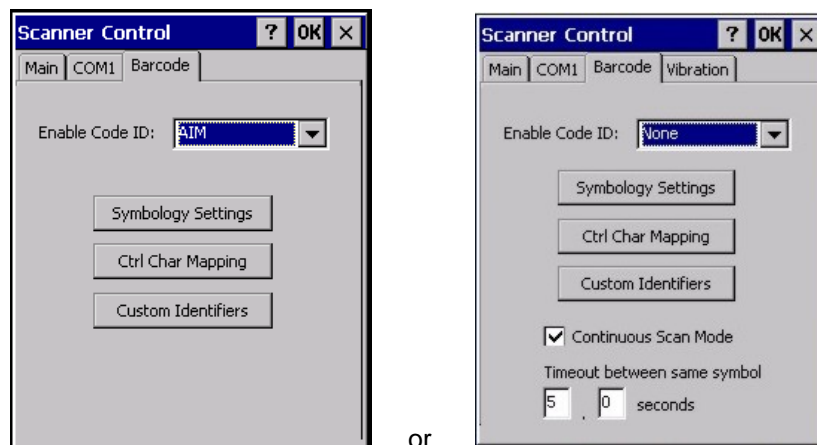 Scanner Control ? OK ×
Main COM1 Barcode
Enable Code ID: AIM
Symbology Settings
Ctrl Char Mapping
Custom Identifiers
or
Scanner Control ? OK ×
Main COM1 Barcode Vibration
Enable Code ID: None
Symbology Settings
Ctrl Char Mapping
Custom Identifiers
Continuous Scan Mode
Timeout between same symbol
5 . 0 seconds